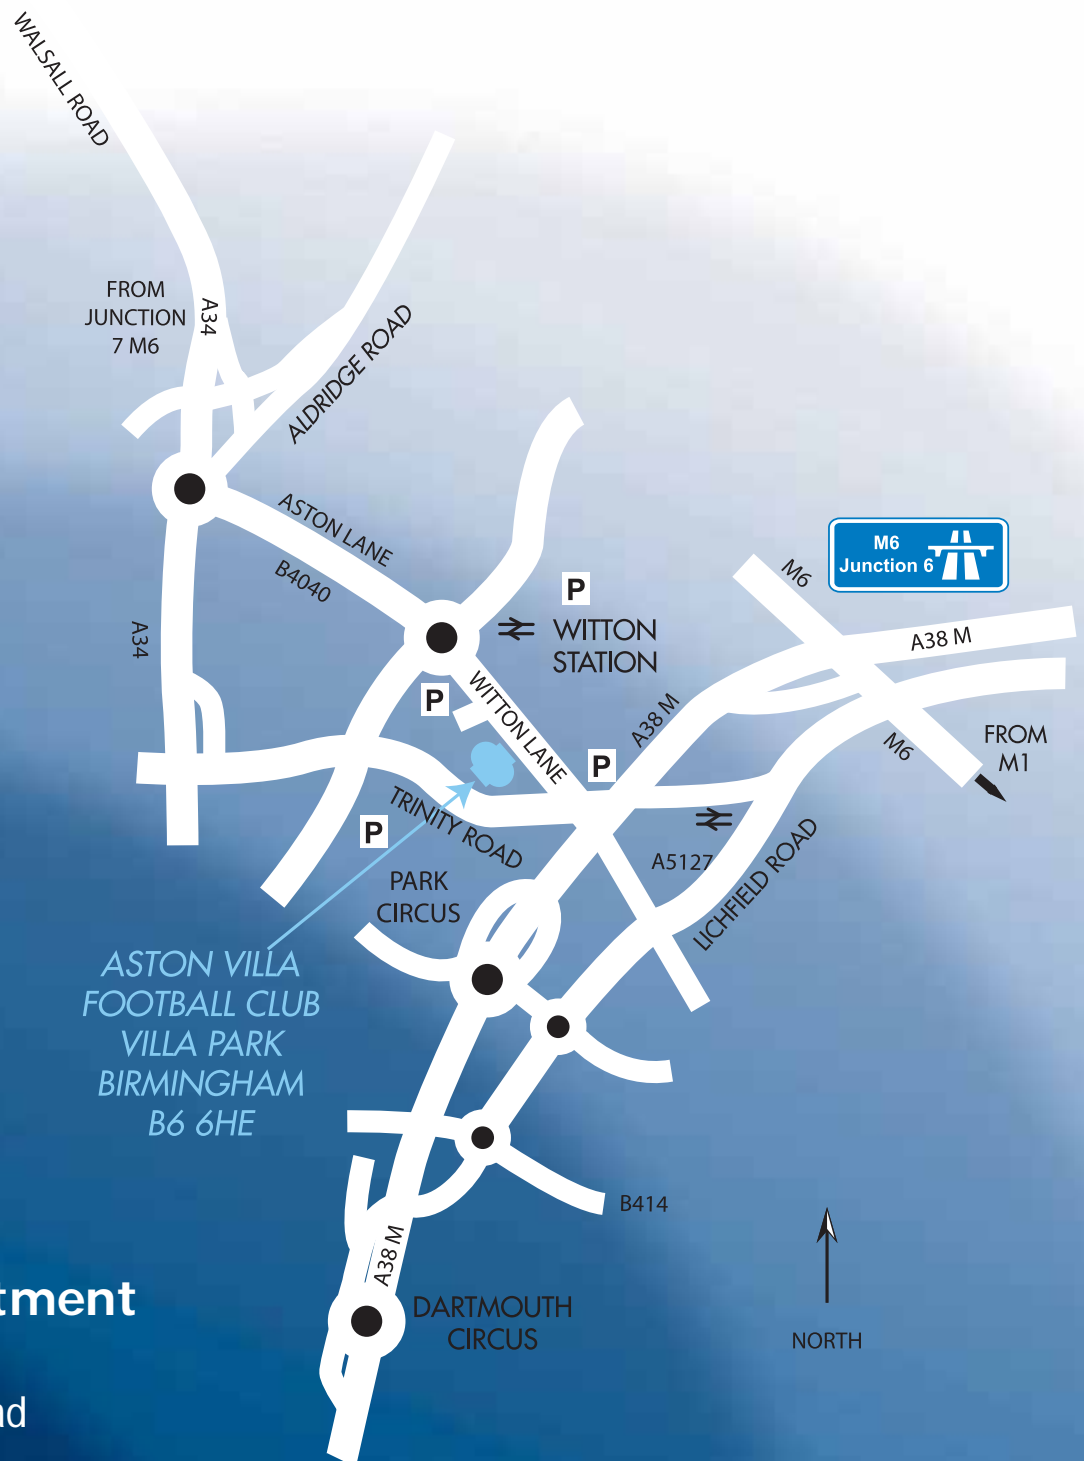 WALSALL ROAD
FROM
JUNCTION
7 M6
A34
ALDRIDGE ROAD
ASTON LANE
B4040
A34
P
WITTON
STATION
M6
Junction 6
M6
A38 M
P
WITTON LANE
A38 M
M6
FROM
M1
P
P
TRINITY ROAD
A5127
LICHFIELD ROAD
PARK
CIRCUS
ASTON VILLA
FOOTBALL CLUB
VILLA PARK
BIRMINGHAM
B6 6HE
B414
A38 M
DARTMOUTH
CIRCUS
NORTH
tment